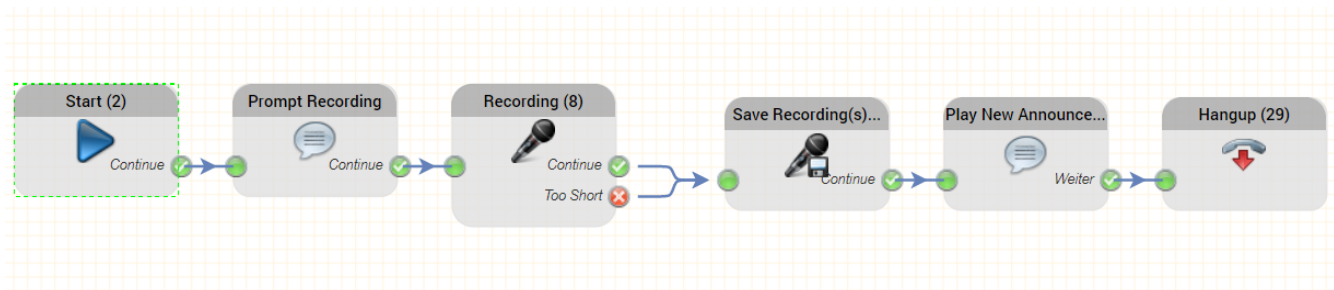 Start (2)
Continue
Prompt Recording
Continue
Recording (8)
Continue
Too Short
Save Recording(s)...
Continue
Play New Announce...
Weiter
Hangup (29)